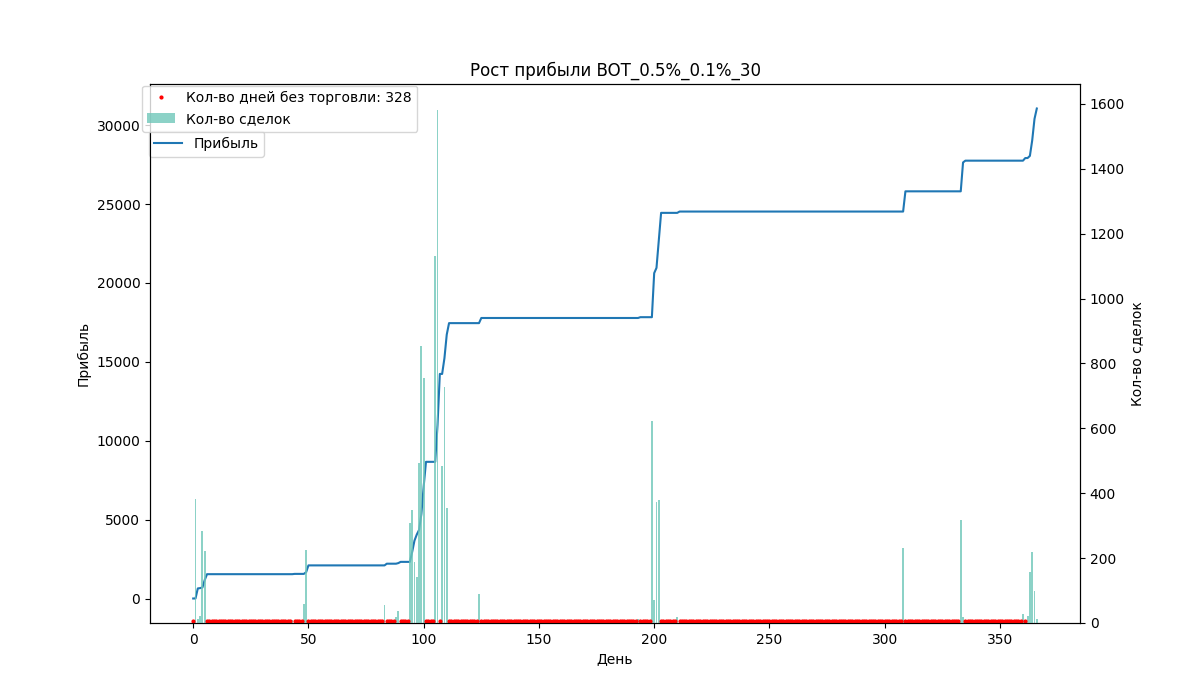 Рост прибыли BOT_0.5%_0.1%_30
Кол-во дней без торговли: 328
Кол-во сделок
Прибыль
30000
25000
20000
15000
10000
5000
0
Прибыль
1600
1400
1200
1000
800
600
400
200
0
Кол-во сделок
0 50 100 150 200 250 300 350
День